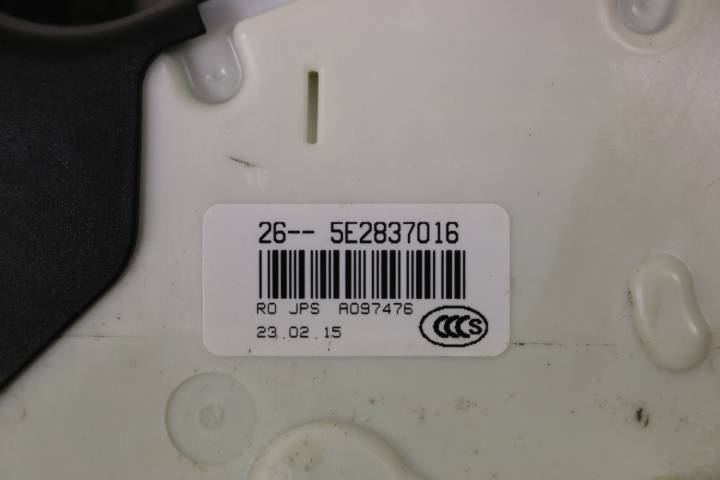 26-- 5E2837016
RO JPS A097476
23.02.15
CCC S